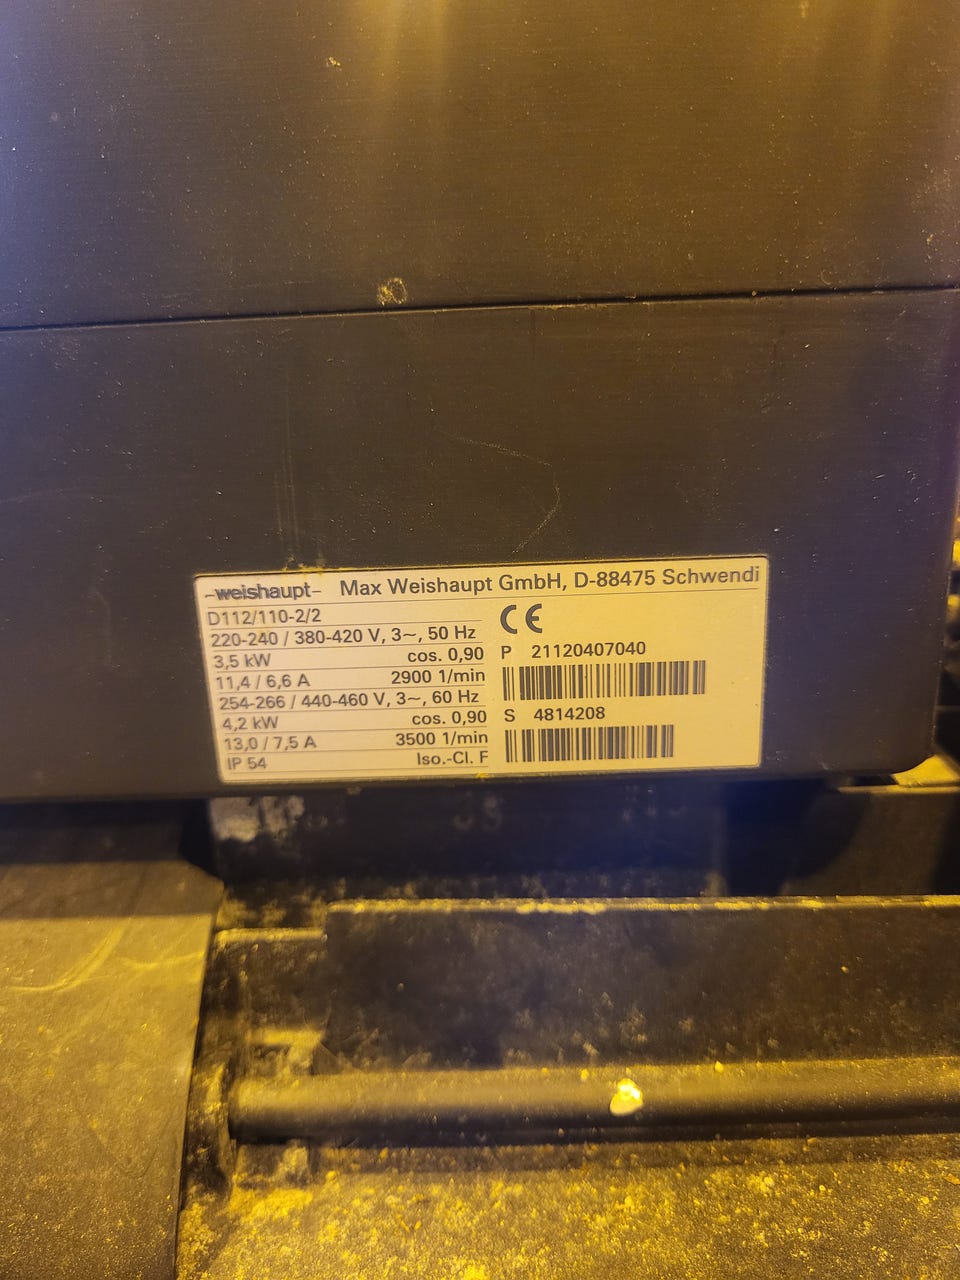 -weishaupt- Max Weishaupt GmbH, D-88475 Schwendi
D112/110-2/2
220-240 / 380-420 V, 3~, 50 Hz
3,5 kW cos. 0,90
11,4 / 6,6 A 2900 1/min
254-266 / 440-460 V, 3~, 60 Hz
4,2 kW cos. 0,90
13,0 / 7,5 A 3500 1/min
IP 54 Iso.-Cl. F
CE
P 21120407040
S 4814208